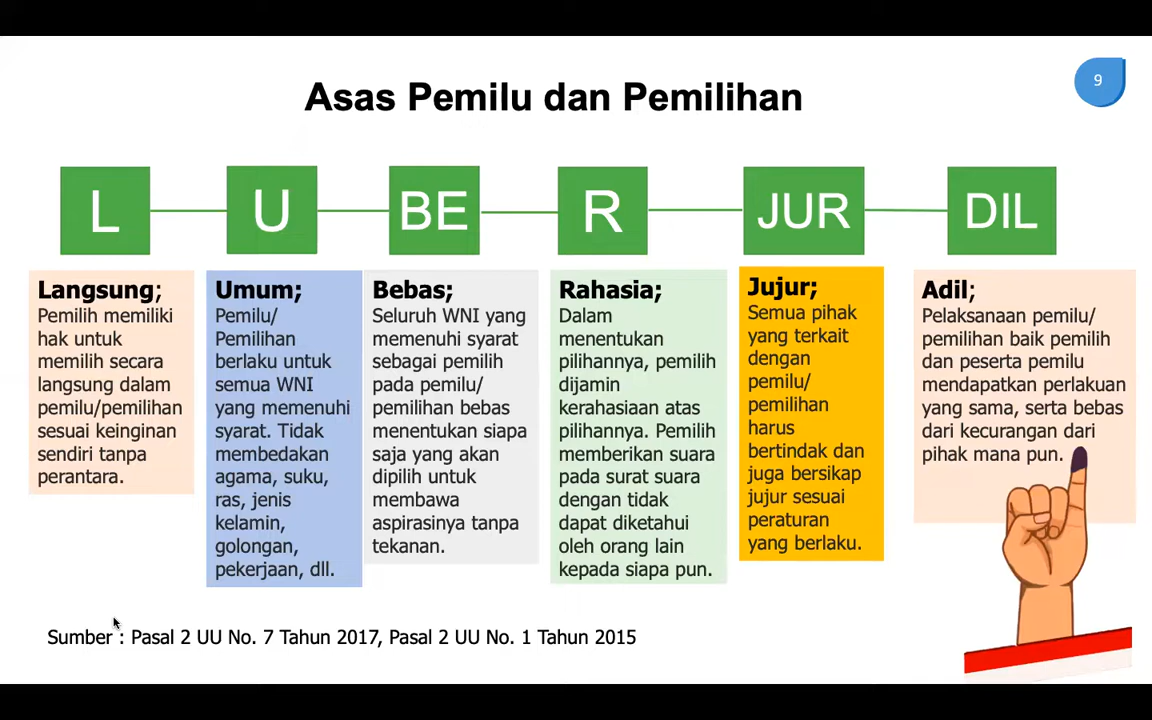 9
Asas Pemilu dan Pemilihan
L
U
BE
R
JUR
DIL
Langsung;
Pemilih memiliki
hak untuk
memilih secara
langsung dalam
pemilu/pemilihan
sesuai keinginan
sendiri tanpa
perantara.
Umum;
Pemilu/
Pemilihan
berlaku untuk
semua WNI
yang memenuhi
syarat. Tidak
membedakan
agama, suku,
ras, jenis
kelamin,
golongan,
pekerjaan, dll.
Bebas;
Seluruh WNI yang
memenuhi syarat
sebagai pemilih
pada pemilu/
pemilihan bebas
menentukan siapa
saja yang akan
dipilih untuk
membawa
aspirasinya tanpa
tekanan.
Rahasia;
Dalam
menentukan
pilihannya, pemilih
dijamin
kerahasiaan atas
pilihannya. Pemilih
memberikan suara
pada surat suara
dengan tidak
dapat diketahui
oleh orang lain
kepada siapa pun.
Jujur;
Semua pihak
yang terkait
dengan
pemilu/
pemilihan
harus
bertindak dan
juga bersikap
jujur sesuai
peraturan
yang berlaku.
Adil;
Pelaksanaan pemilu/
pemilihan baik pemilih
dan peserta pemilu
mendapatkan perlakuan
yang sama, serta bebas
dari kecurangan dari
pihak mana pun.
Sumber : Pasal 2 UU No. 7 Tahun 2017, Pasal 2 UU No. 1 Tahun 2015